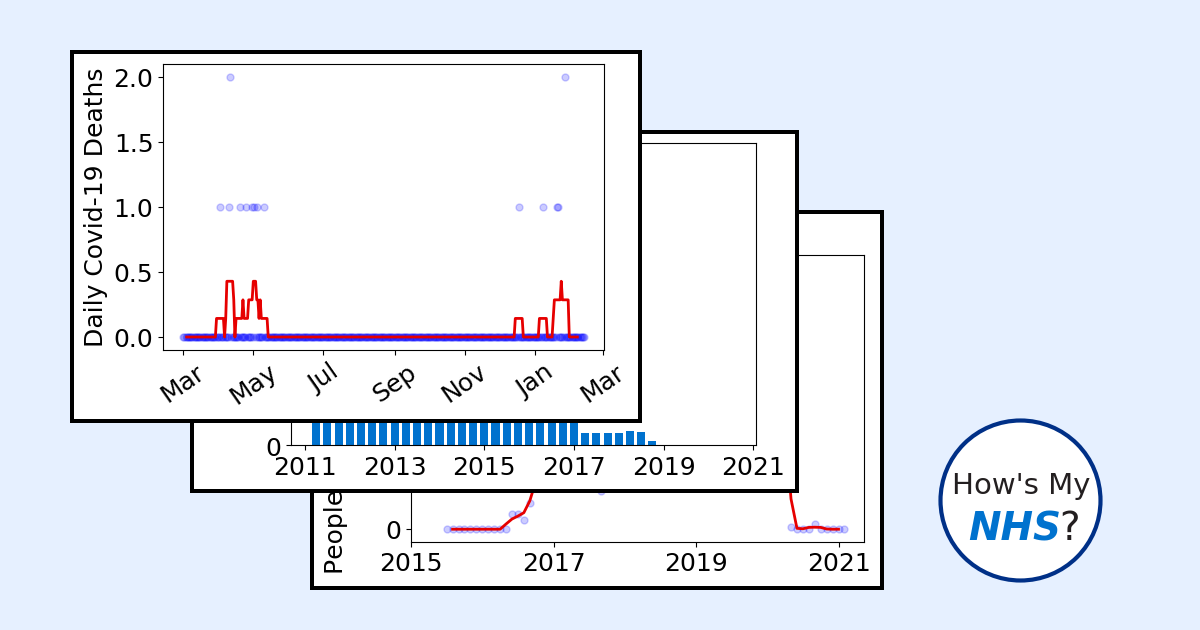 Daily Covid-19 Deaths
2.0
1.5
1.0
0.5
0.0
Mar May Jul Sep Nov Jan Mar
0
2011 2013 2015 2017 2019 2021
People
0
2015 2017 2019 2021
How's My
NHS?